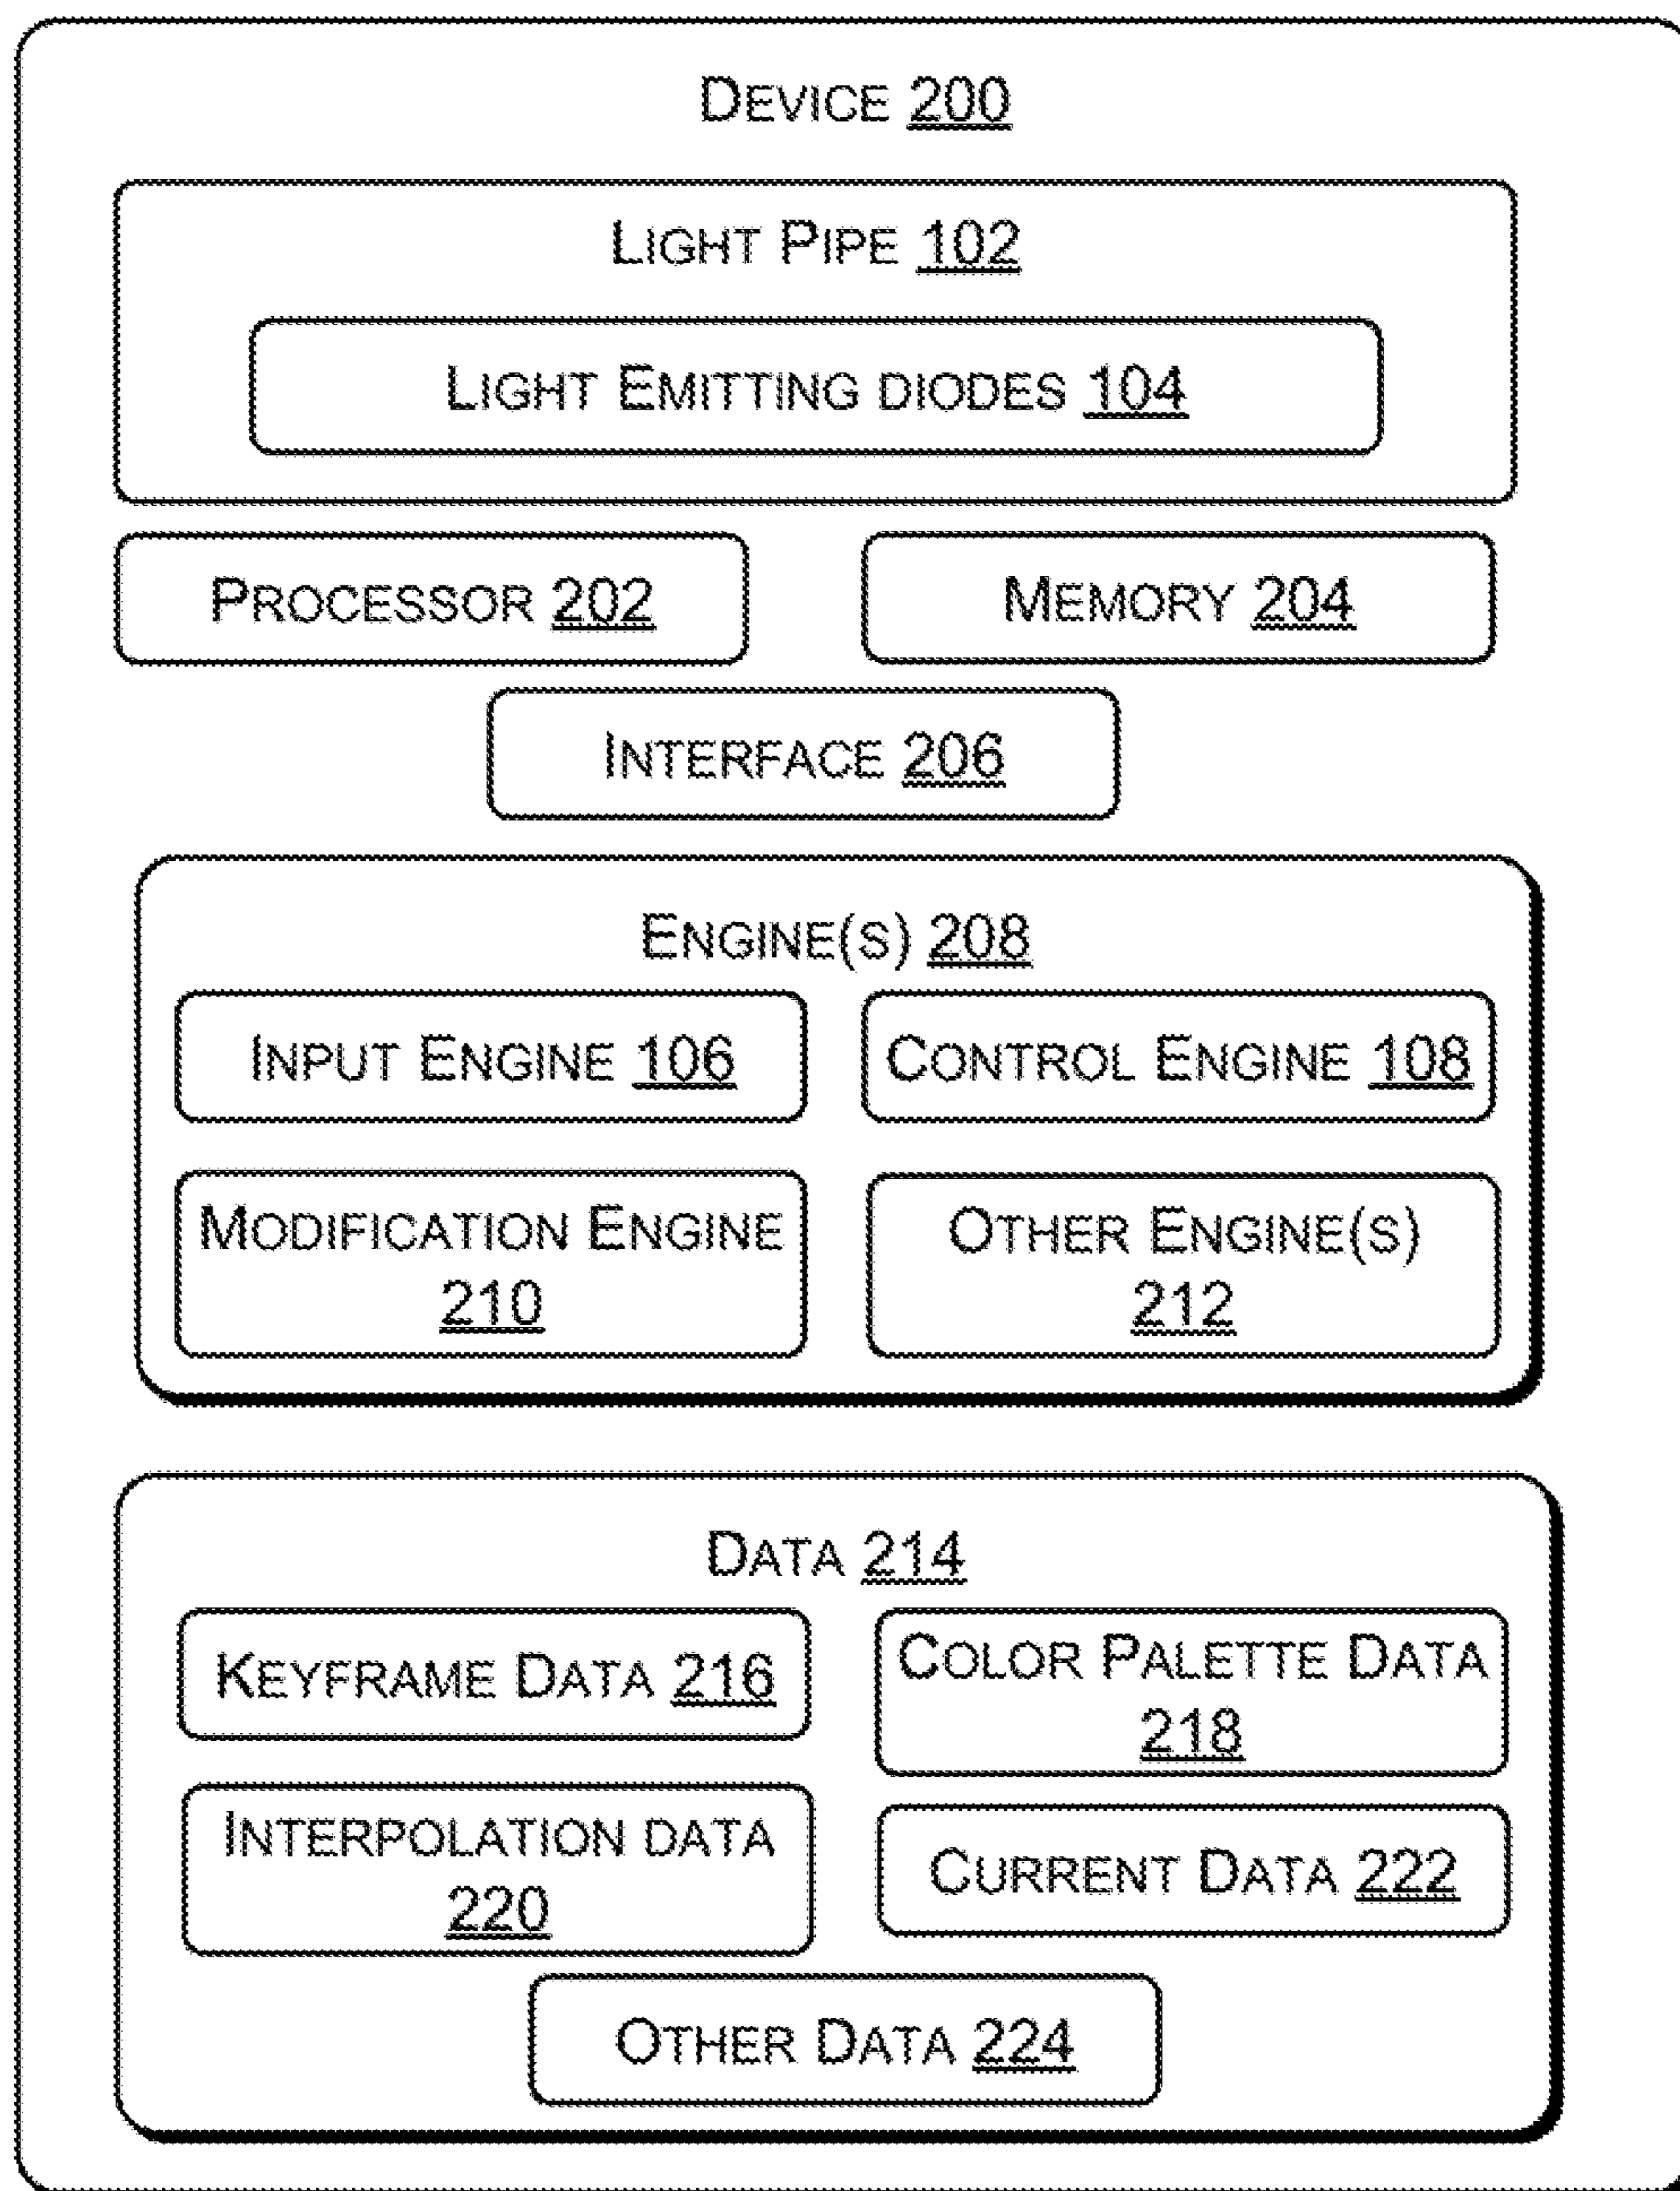 DEVICE 200
LIGHT PIPE 102
LIGHT EMITTING DIODES 104
PROCESSOR 202
MEMORY 204
INTERFACE 206
ENGINE(S) 208
INPUT ENGINE 106
CONTROL ENGINE 108
MODIFICATION ENGINE
210
OTHER ENGINE(S)
212
DATA 214
KEYFRAME DATA 216
COLOR PALETTE DATA
218
INTERPOLATION DATA
220
CURRENT DATA 222
OTHER DATA 224